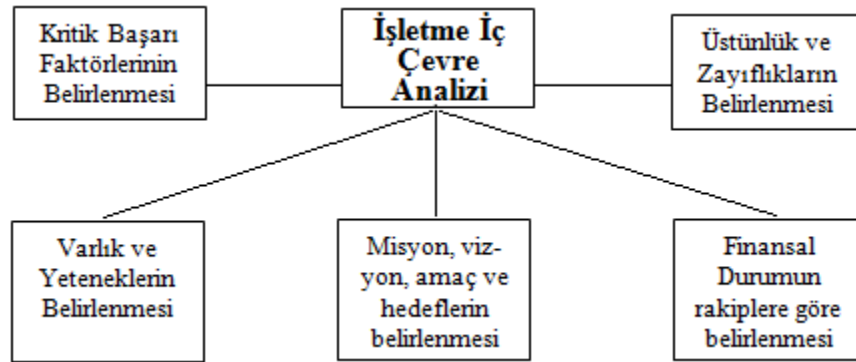 Kritik Başarı
Faktörlerinin
Belirlenmesi
İşletme İç
Çevre
Analizi
Üstünlük ve
Zayıflıkların
Belirlenmesi
Varlık ve
Yeteneklerin
Belirlenmesi
Misyon, viz-
yon, amaç ve
hedeflerin
belirlenmesi
Finansal
Durumun
rakiplere göre
belirlenmesi